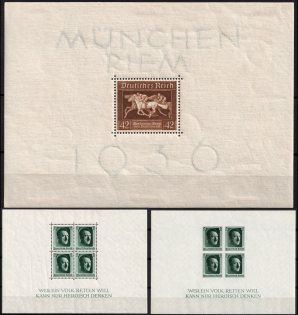 MÜNCHEN
RIEM
Deutsches Reich
42 42
1936
WER EIN VOLK RETTEN WILL
KANN NUR HEROISCH DENKEN
WER EIN VOLK RETTEN WILL
KANN NUR HEROISCH DENKEN